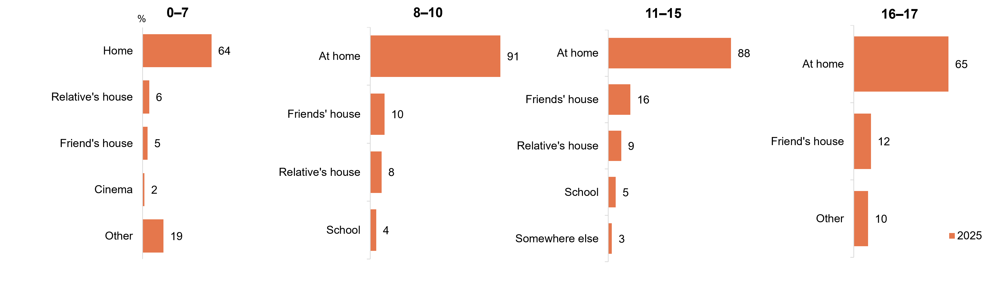 %
0–7
Home 64
Relative's house 6
Friend's house 5
Cinema 2
Other 19
8–10
At home 91
Friends' house 10
Relative's house 8
School 4
11–15
At home 88
Friends' house 16
Relative's house 9
School 5
Somewhere else 3
16–17
At home 65
Friend's house 12
Other 10
2025